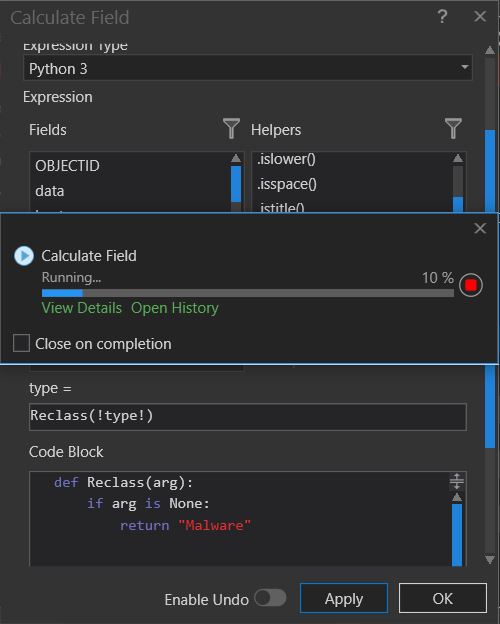 Calculate Field
?
Expression Type
Python 3
Expression
Fields
Helpers
OBJECTID
data
.islower()
.isspace()
.istitle()
Calculate Field
Running...
10 %
View Details Open History
Close on completion
type =
Reclass(!type!)
Code Block
def Reclass(arg):
if arg is None:
return "Malware"
Enable Undo
Apply
OK